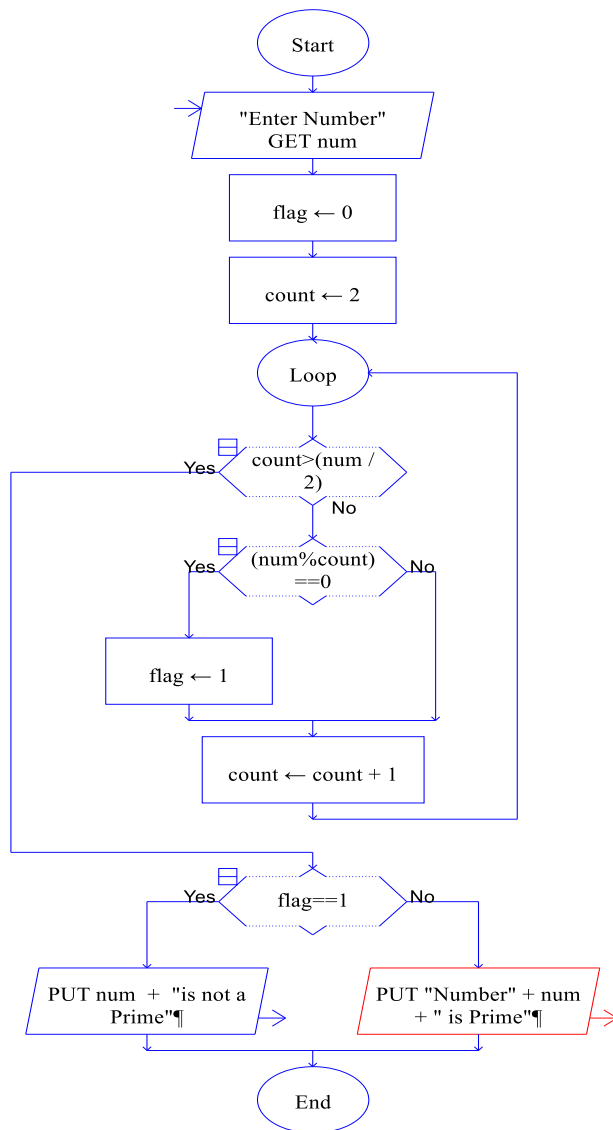 Start
"Enter Number"
GET num
flag ← 0
count ← 2
Loop
count>(num /
2)
Yes
No
(num%count)
==0
Yes
No
flag ← 1
count ← count + 1
flag==1
Yes
No
PUT num  +  "is not a
Prime"¶
PUT "Number" + num
+ " is Prime"¶
End